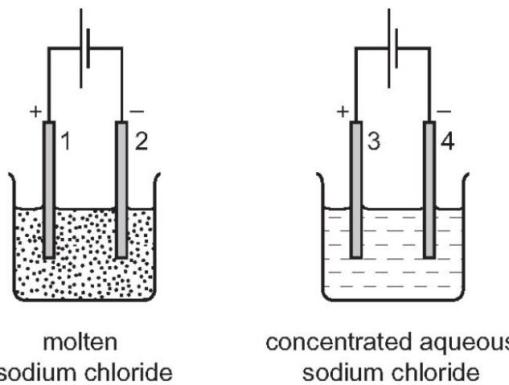 + 1 2 −
+ 3 4 −
molten
sodium chloride
concentrated aqueous
sodium chloride